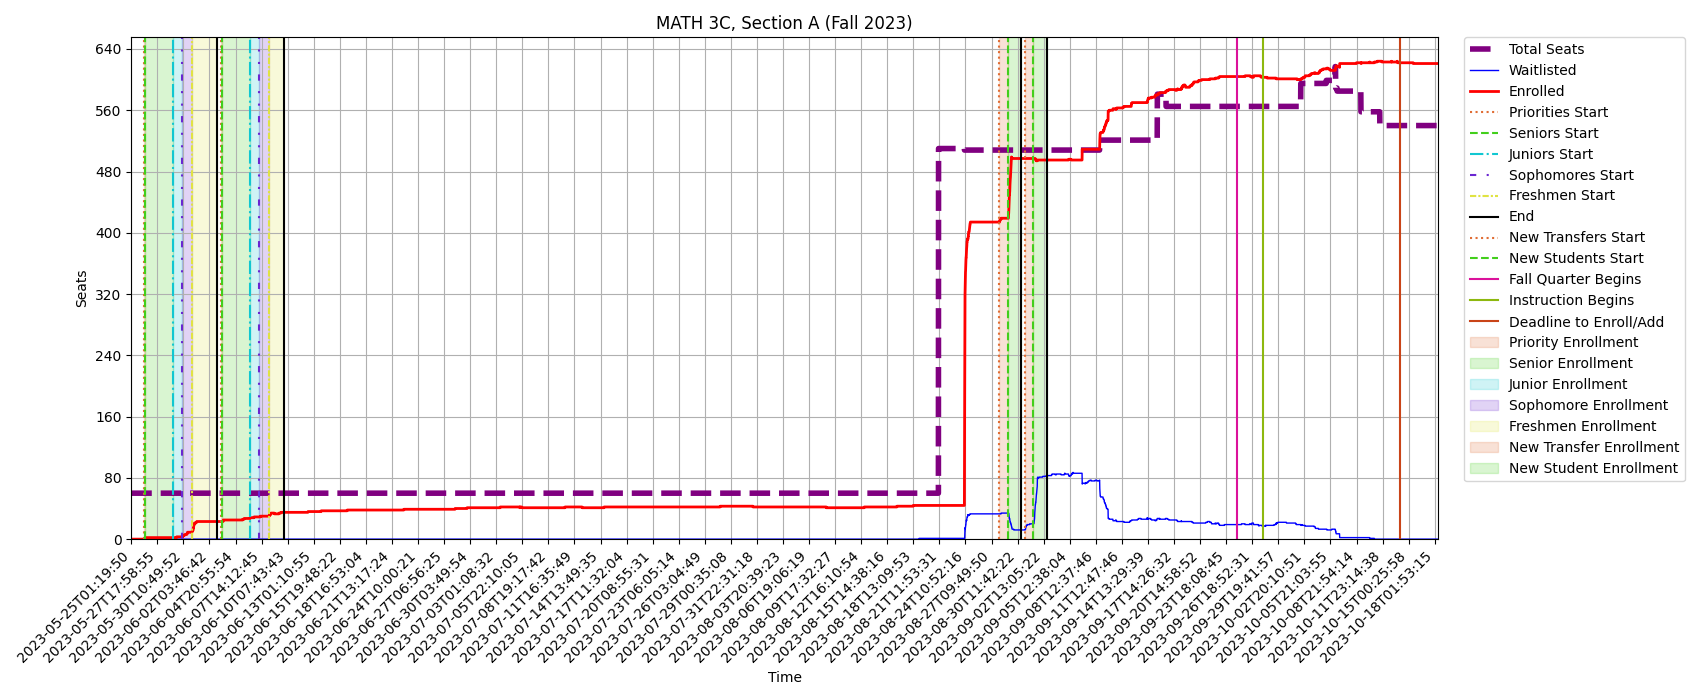 MATH 3C, Section A (Fall 2023)
Seats
640
560
480
400
320
240
160
80
0
2023-05-25T01:19:50
2023-05-27T17:58:55
2023-05-30T10:49:52
2023-06-02T03:46:42
2023-06-04T20:55:54
2023-06-07T14:12:45
2023-06-10T07:43:43
2023-06-13T01:10:55
2023-06-15T19:48:22
2023-06-18T16:53:04
2023-06-21T13:17:24
2023-06-24T10:00:21
2023-06-27T06:56:25
2023-06-30T03:49:54
2023-07-03T01:08:32
2023-07-05T22:10:05
2023-07-08T19:17:42
2023-07-11T16:35:49
2023-07-14T13:49:35
2023-07-17T11:32:04
2023-07-20T08:55:31
2023-07-23T06:05:14
2023-07-26T03:04:49
2023-07-29T00:35:08
2023-07-31T22:31:18
2023-08-03T20:39:23
2023-08-06T19:06:19
2023-08-09T17:32:27
2023-08-12T16:10:54
2023-08-15T14:38:16
2023-08-18T13:09:53
2023-08-21T11:53:31
2023-08-24T10:52:16
2023-08-27T09:49:50
2023-08-30T11:42:22
2023-09-02T13:05:22
2023-09-05T12:38:04
2023-09-08T12:37:46
2023-09-11T12:47:46
2023-09-14T13:29:39
2023-09-17T14:26:32
2023-09-20T14:58:52
2023-09-23T18:08:45
2023-09-26T18:52:31
2023-09-29T19:41:57
2023-10-02T20:10:51
2023-10-05T21:03:55
2023-10-08T21:54:14
2023-10-11T23:14:38
2023-10-15T00:25:58
2023-10-18T01:53:15
Time
Total Seats
Waitlisted
Enrolled
Priorities Start
Seniors Start
Juniors Start
Sophomores Start
Freshmen Start
End
New Transfers Start
New Students Start
Fall Quarter Begins
Instruction Begins
Deadline to Enroll/Add
Priority Enrollment
Senior Enrollment
Junior Enrollment
Sophomore Enrollment
Freshmen Enrollment
New Transfer Enrollment
New Student Enrollment